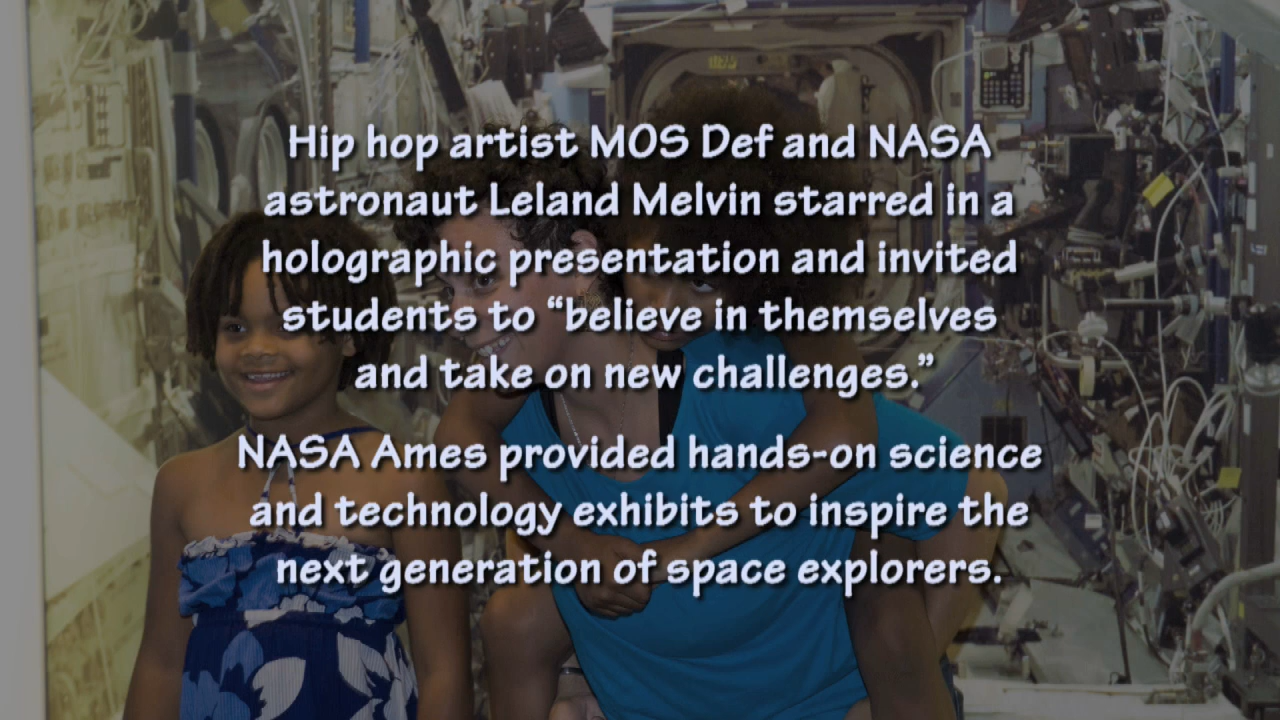 Hip hop artist MOS Def and NASA
astronaut Leland Melvin starred in a
holographic presentation and invited
students to “believe in themselves
and take on new challenges.”
NASA Ames provided hands-on science
and technology exhibits to inspire the
next generation of space explorers.